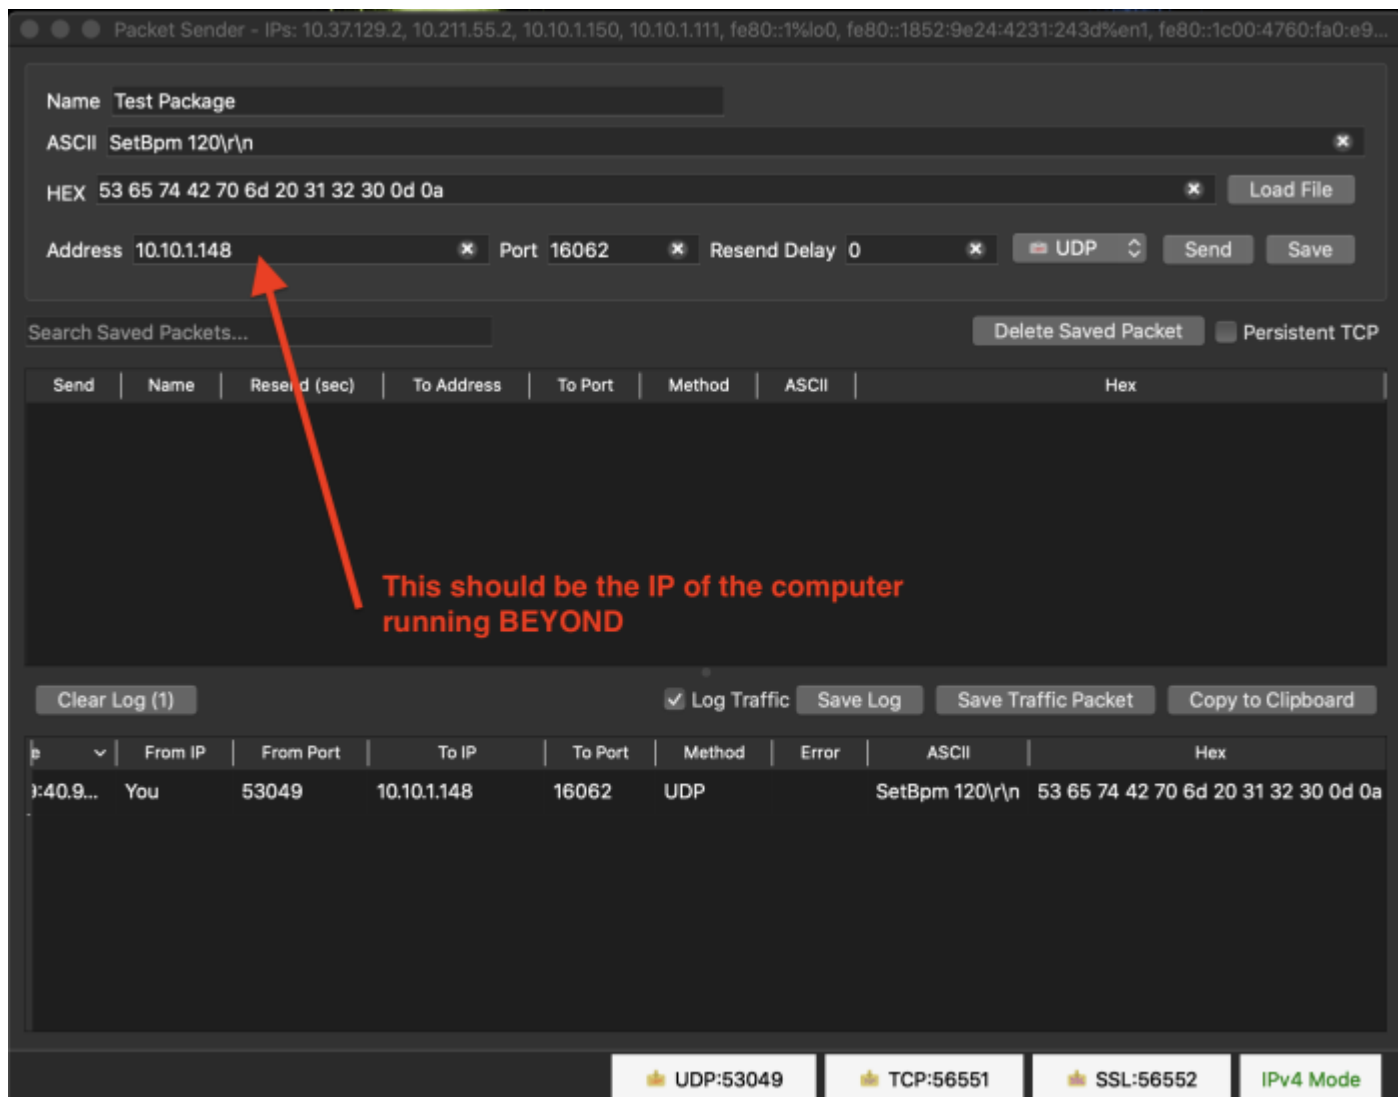 Packet Sender - IPs: 10.37.129.2, 10.211.55.2, 10.10.1.150, 10.10.1.111, fe80::1%lo0, fe80::1852:9e24:4231:243d%en1, fe80::1c00:4760:fa0:e9...
Name Test Package
ASCII SetBpm 120\r\n
HEX 53 65 74 42 70 6d 20 31 32 30 0d 0a Load File
Address 10.10.1.148 Port 16062 Resend Delay 0 UDP Send Save
Search Saved Packets... Delete Saved Packet Persistent TCP
Send Name Resend (sec) To Address To Port Method ASCII Hex
This should be the IP of the computer
running BEYOND
Clear Log (1) Log Traffic Save Log Save Traffic Packet Copy to Clipboard
e From IP From Port To IP To Port Method Error ASCII Hex
:40.9... You 53049 10.10.1.148 16062 UDP SetBpm 120\r\n 53 65 74 42 70 6d 20 31 32 30 0d 0a
UDP:53049 TCP:56551 SSL:56552 IPv4 Mode